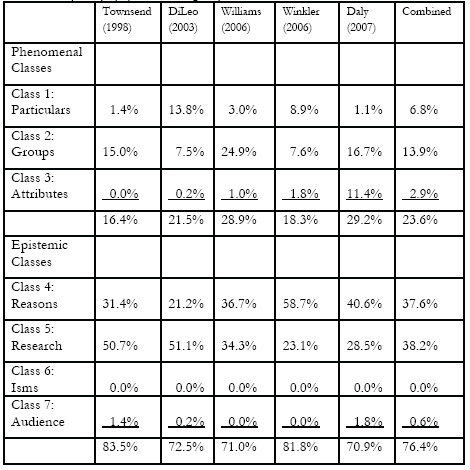 Townsend (1998) DiLeo (2003) Williams (2006) Winkler (2006) Daly (2007) Combined
Phenomenal Classes
Class 1: Particulars 1.4% 13.8% 3.0% 8.9% 1.1% 6.8%
Class 2: Groups 15.0% 7.5% 24.9% 7.6% 16.7% 13.9%
Class 3: Attributes 0.0% 0.2% 1.0% 1.8% 11.4% 2.9%
16.4% 21.5% 28.9% 18.3% 29.2% 23.6%
Epistemic Classes
Class 4: Reasons 31.4% 21.2% 36.7% 58.7% 40.6% 37.6%
Class 5: Research 50.7% 51.1% 34.3% 23.1% 28.5% 38.2%
Class 6: Isms 0.0% 0.0% 0.0% 0.0% 0.0% 0.0%
Class 7: Audience 1.4% 0.2% 0.0% 0.0% 1.8% 0.6%
83.5% 72.5% 71.0% 81.8% 70.9% 76.4%